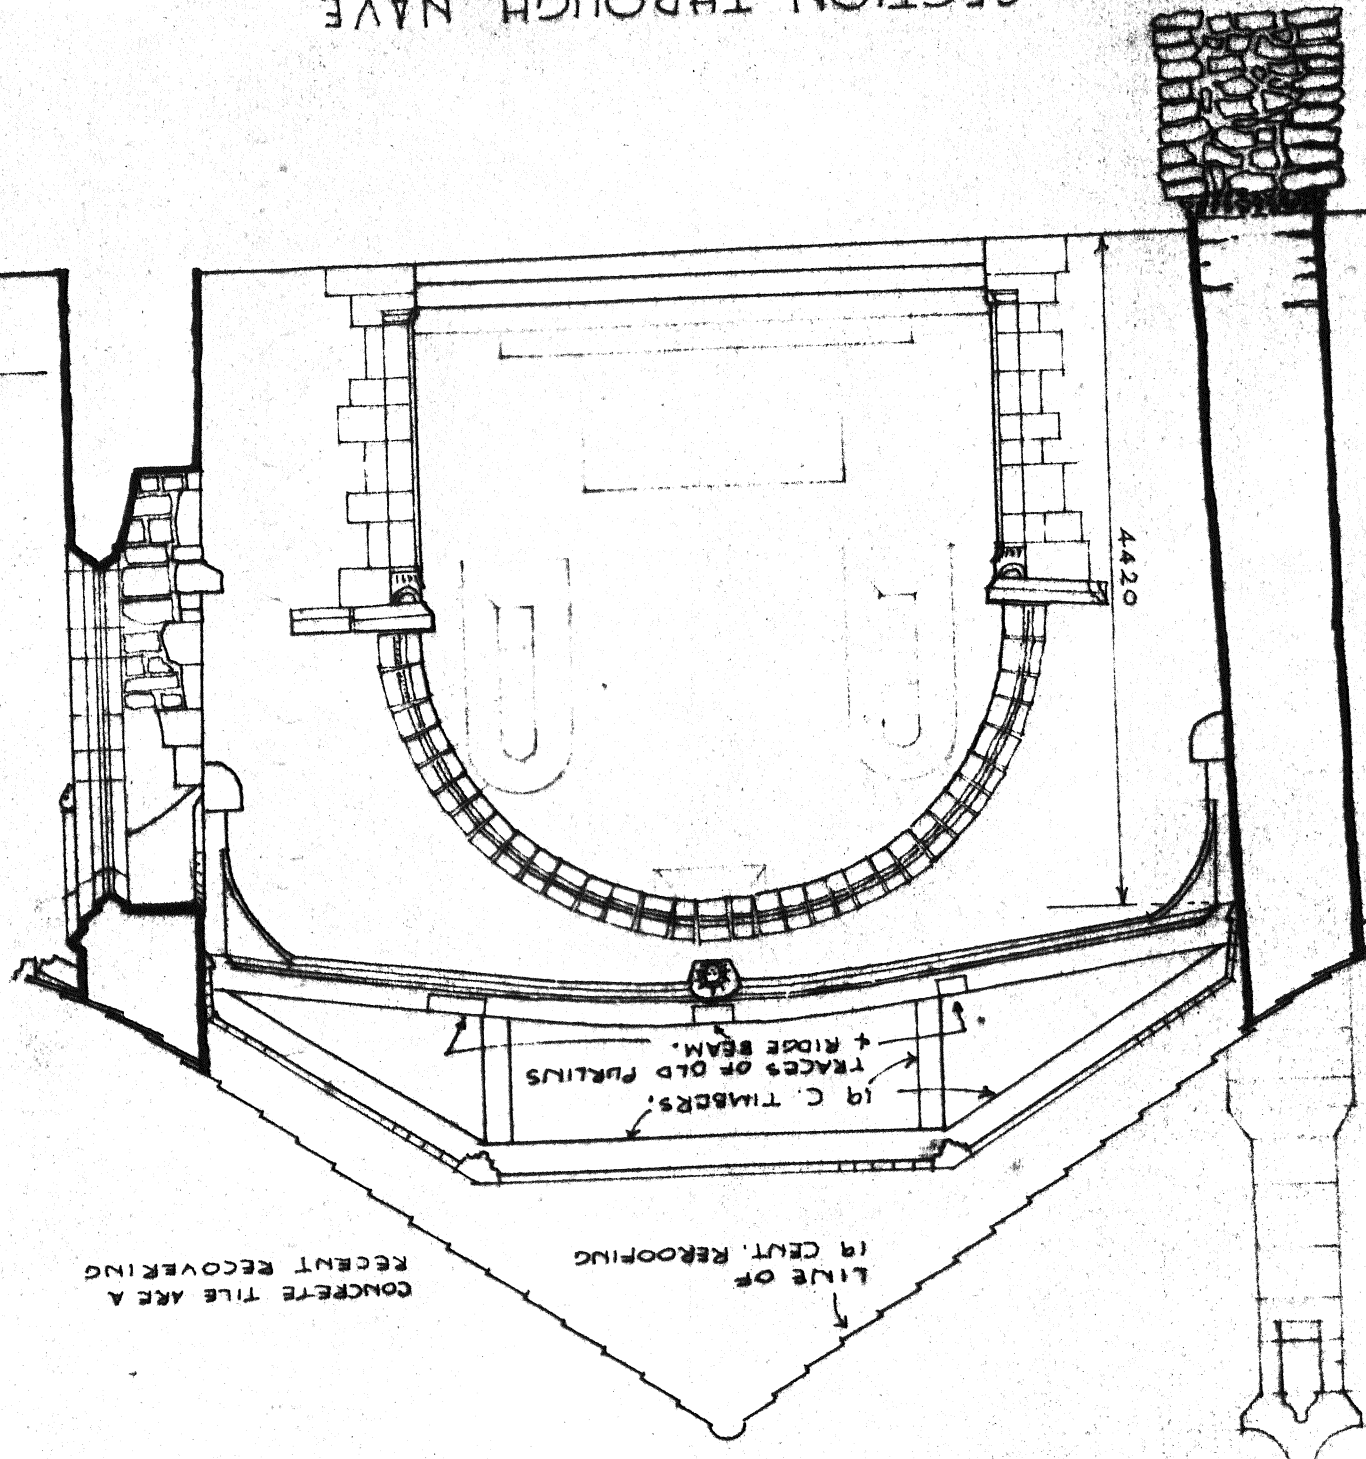 CONCRETE TILE ARE A
RECENT RECOVERING
LINE OF
19 CENT. REROOFING
19 C. TIMBERS.
TRACES OF OLD PURLINS
+ RIDGE BEAM.
4420
SECTION THROUGH NAVE